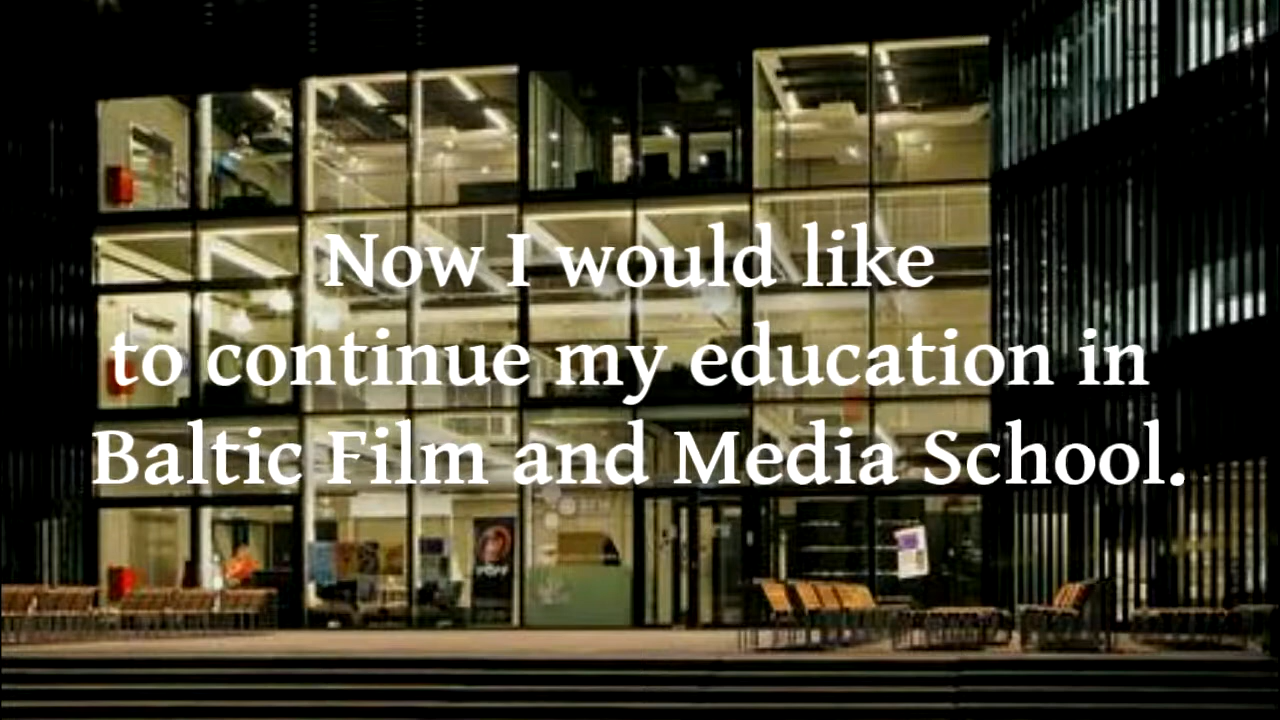 Now I would like
to continue my education in
Baltic Film and Media School.